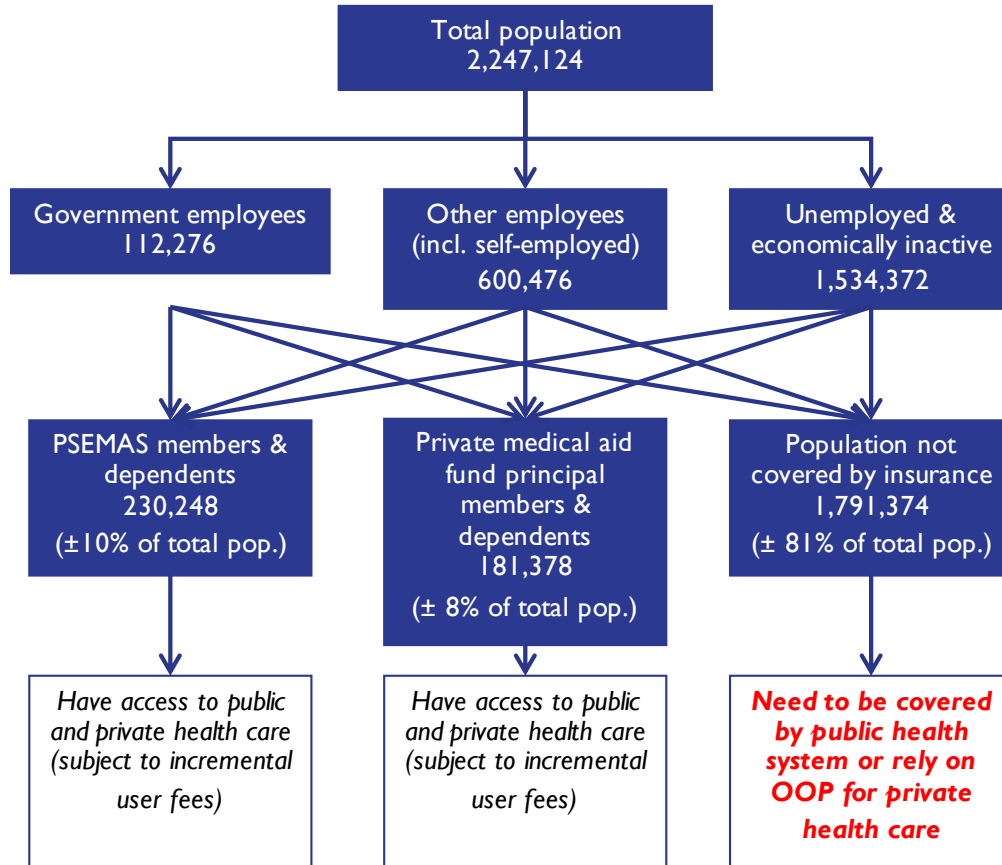 Total population
2,247,124
Government employees
112,276
Other employees
(incl. self-employed)
600,476
Unemployed &
economically inactive
1,534,372
PSEMAS members &
dependents
230,248
(±10% of total pop.)
Private medical aid
fund principal
members &
dependents
181,378
(± 8% of total pop.)
Population not
covered by insurance
1,791,374
(± 81% of total pop.)
Have access to public
and private health care
(subject to incremental
user fees)
Have access to public
and private health care
(subject to incremental
user fees)
Need to be covered
by public health
system or rely on
OOP for private
health care